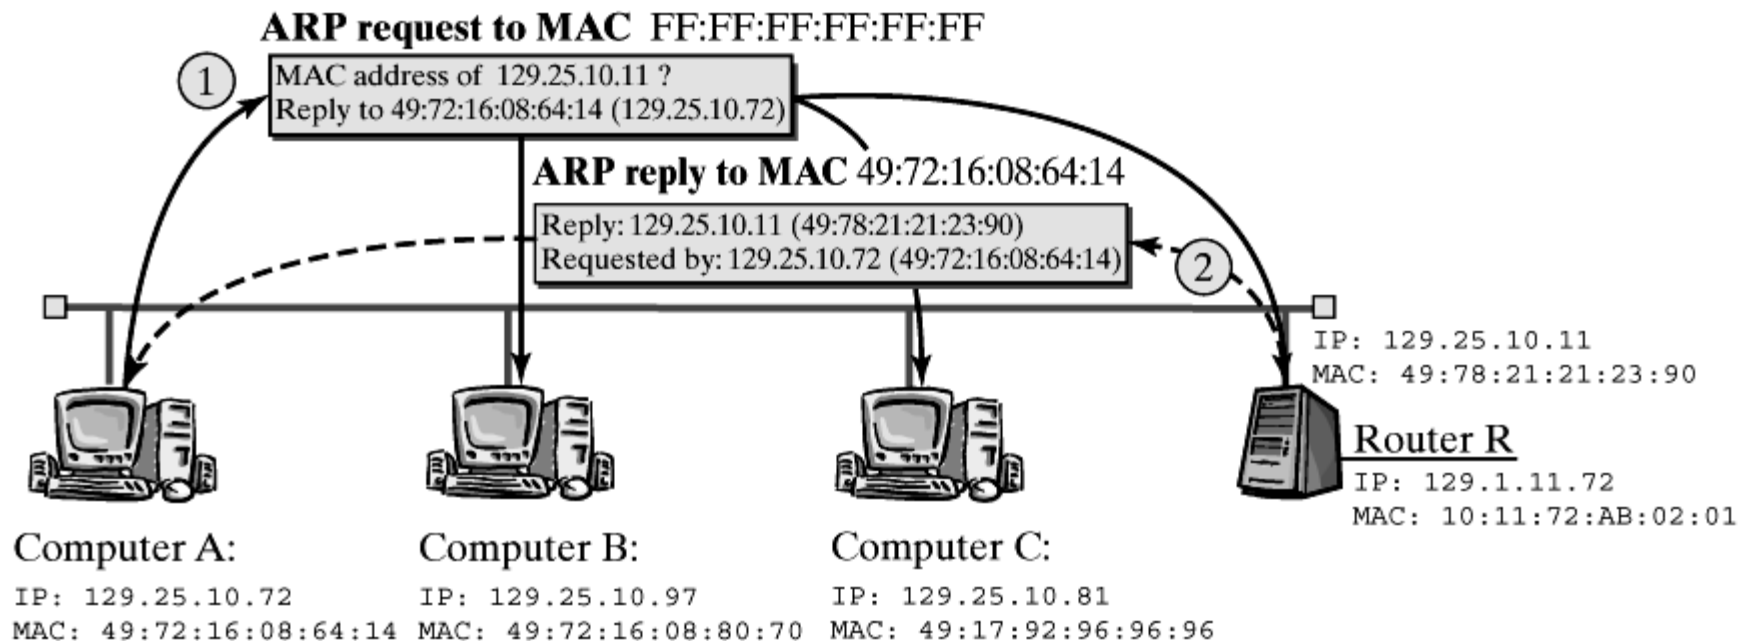 ARP request to MAC FF:FF:FF:FF:FF:FF
1
MAC address of 129.25.10.11 ?
Reply to 49:72:16:08:64:14 (129.25.10.72)
ARP reply to MAC 49:72:16:08:64:14
Reply: 129.25.10.11 (49:78:21:21:23:90)
Requested by: 129.25.10.72 (49:72:16:08:64:14)
2
IP: 129.25.10.11
MAC: 49:78:21:21:23:90
Router R
IP: 129.1.11.72
MAC: 10:11:72:AB:02:01
Computer A:
IP: 129.25.10.72
MAC: 49:72:16:08:64:14
Computer B:
IP: 129.25.10.97
MAC: 49:72:16:08:80:70
Computer C:
IP: 129.25.10.81
MAC: 49:17:92:96:96:96